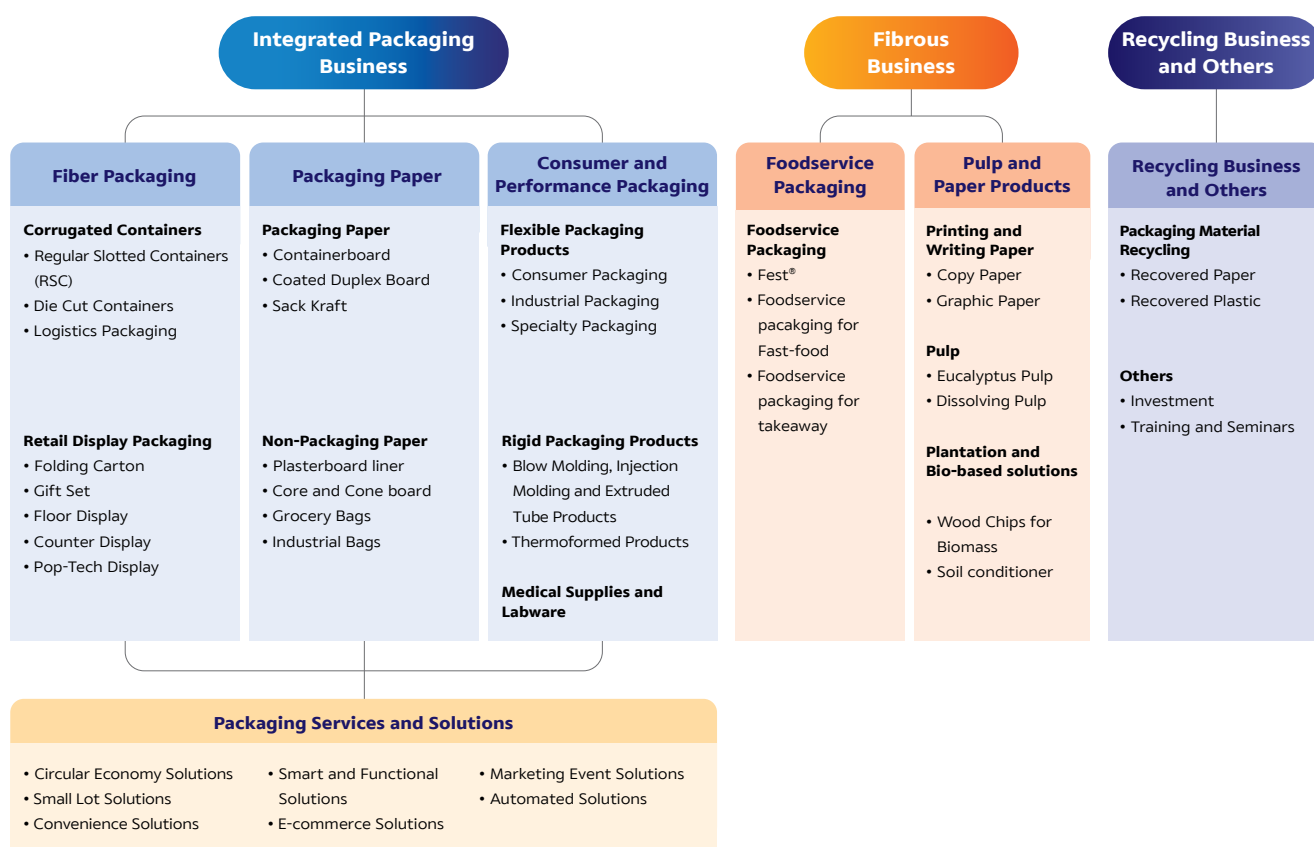 Integrated Packaging
Business
Fiber Packaging
Corrugated Containers
• Regular Slotted Containers
(RSC)
• Die Cut Containers
• Logistics Packaging
Retail Display Packaging
• Folding Carton
• Gift Set
• Floor Display
• Counter Display
• Pop-Tech Display
Packaging Paper
Packaging Paper
• Containerboard
• Coated Duplex Board
• Sack Kraft
Non-Packaging Paper
• Plasterboard liner
• Core and Cone board
• Grocery Bags
• Industrial Bags
Consumer and
Performance Packaging
Flexible Packaging
Products
• Consumer Packaging
• Industrial Packaging
• Specialty Packaging
Rigid Packaging Products
• Blow Molding, Injection
Molding and Extruded
Tube Products
• Thermoformed Products
Medical Supplies and
Labware
Packaging Services and Solutions
• Circular Economy Solutions
• Small Lot Solutions
• Convenience Solutions
• Smart and Functional
Solutions
• E-commerce Solutions
• Marketing Event Solutions
• Automated Solutions
Fibrous
Business
Foodservice
Packaging
Foodservice
Packaging
• Fest®
• Foodservice
pacakging for
Fast-food
• Foodservice
packaging for
takeaway
Pulp and
Paper Products
Printing and
Writing Paper
• Copy Paper
• Graphic Paper
Pulp
• Eucalyptus Pulp
• Dissolving Pulp
Plantation and
Bio-based solutions
• Wood Chips for
Biomass
• Soil conditioner
Recycling Business
and Others
Recycling Business
and Others
Packaging Material
Recycling
• Recovered Paper
• Recovered Plastic
Others
• Investment
• Training and Seminars